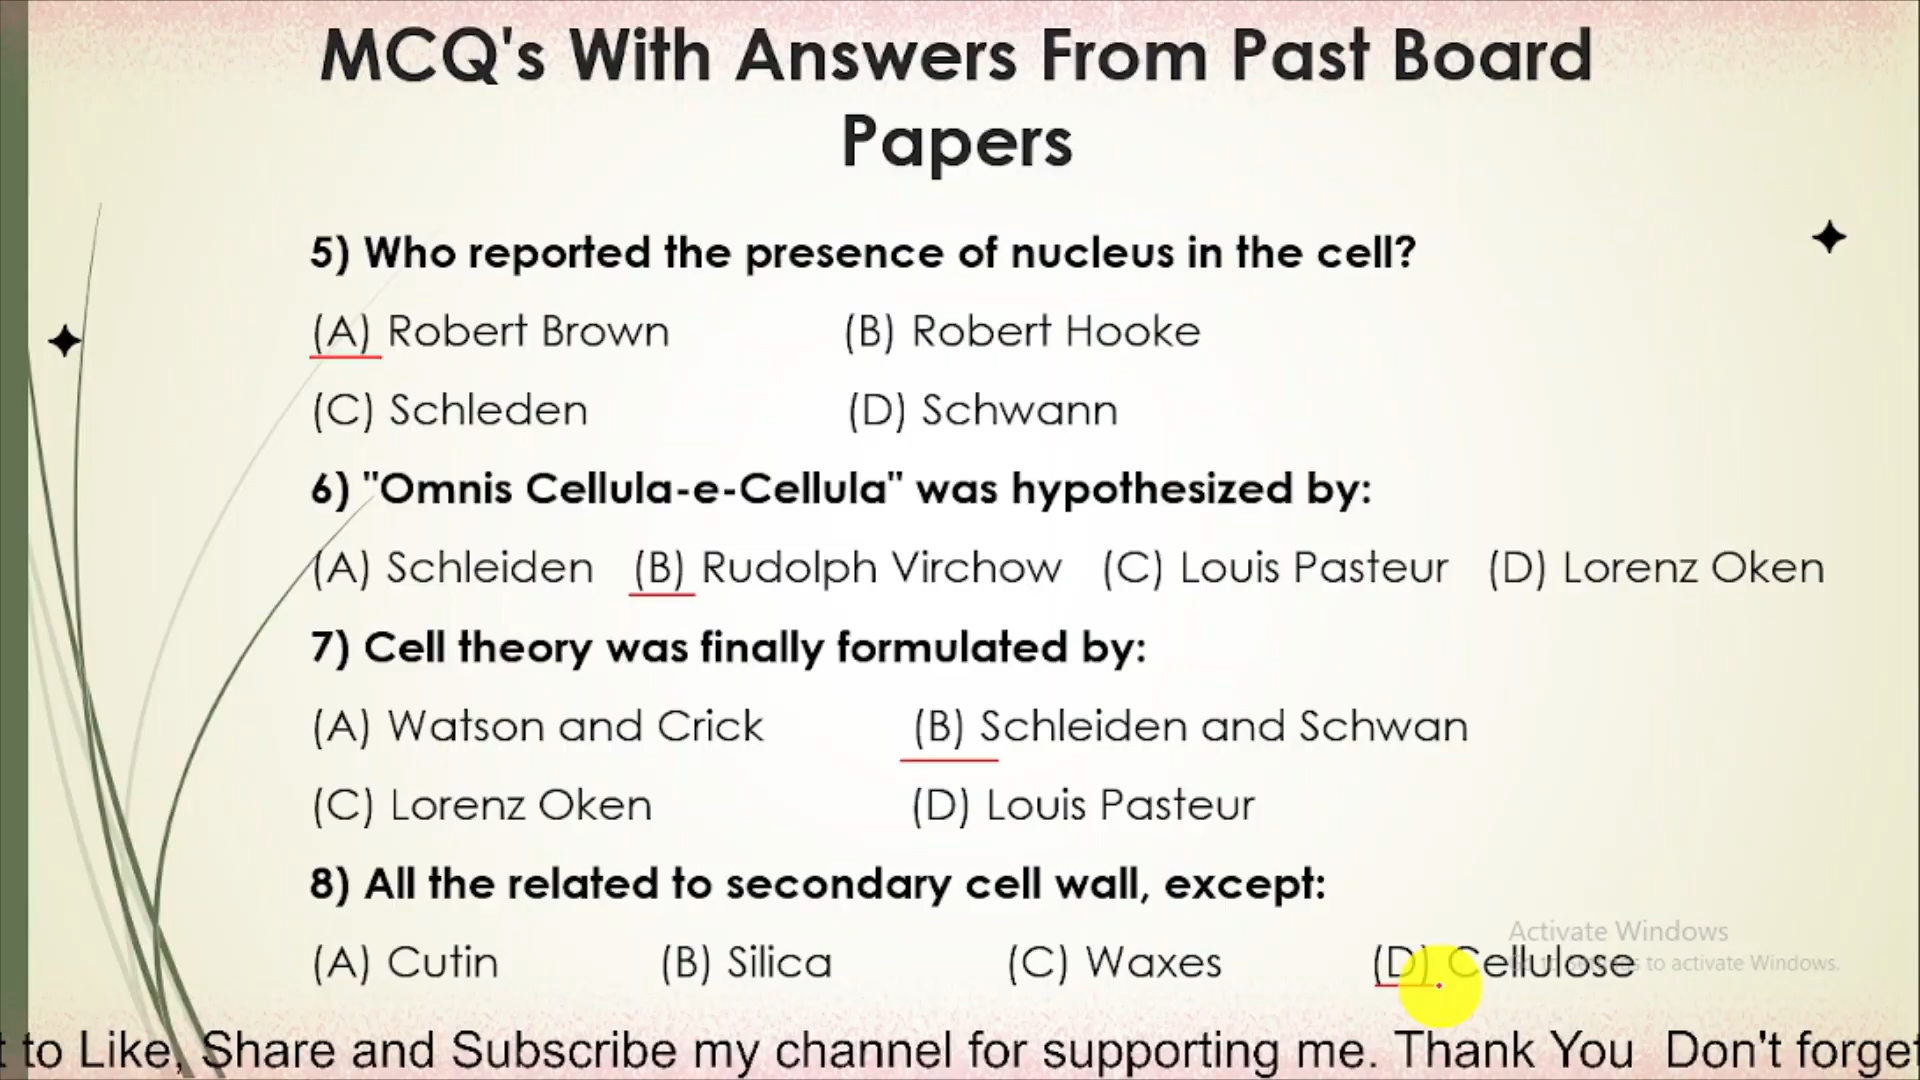 MCQ's With Answers From Past Board
Papers
5) Who reported the presence of nucleus in the cell?
(A) Robert Brown (B) Robert Hooke
(C) Schleden (D) Schwann
6) "Omnis Cellula-e-Cellula" was hypothesized by:
(A) Schleiden (B) Rudolph Virchow (C) Louis Pasteur (D) Lorenz Oken
7) Cell theory was finally formulated by:
(A) Watson and Crick (B) Schleiden and Schwan
(C) Lorenz Oken (D) Louis Pasteur
8) All the related to secondary cell wall, except:
Activate Windows
(A) Cutin (B) Silica (C) Waxes (D) Cellulose
to activate Windows.
to Like, Share and Subscribe my channel for supporting me. Thank You Don't forget